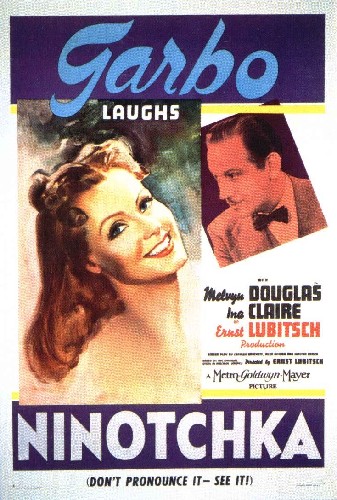 Garbo
LAUGHS
WITH
Melvyn DOUGLAS
Ina CLAIRE
Ernst LUBITSCH
Production
Directed by ERNST LUBITSCH
A Metro-Goldwyn-Mayer
PICTURE
NINOTCHKA
(DON'T PRONOUNCE IT—SEE IT!)